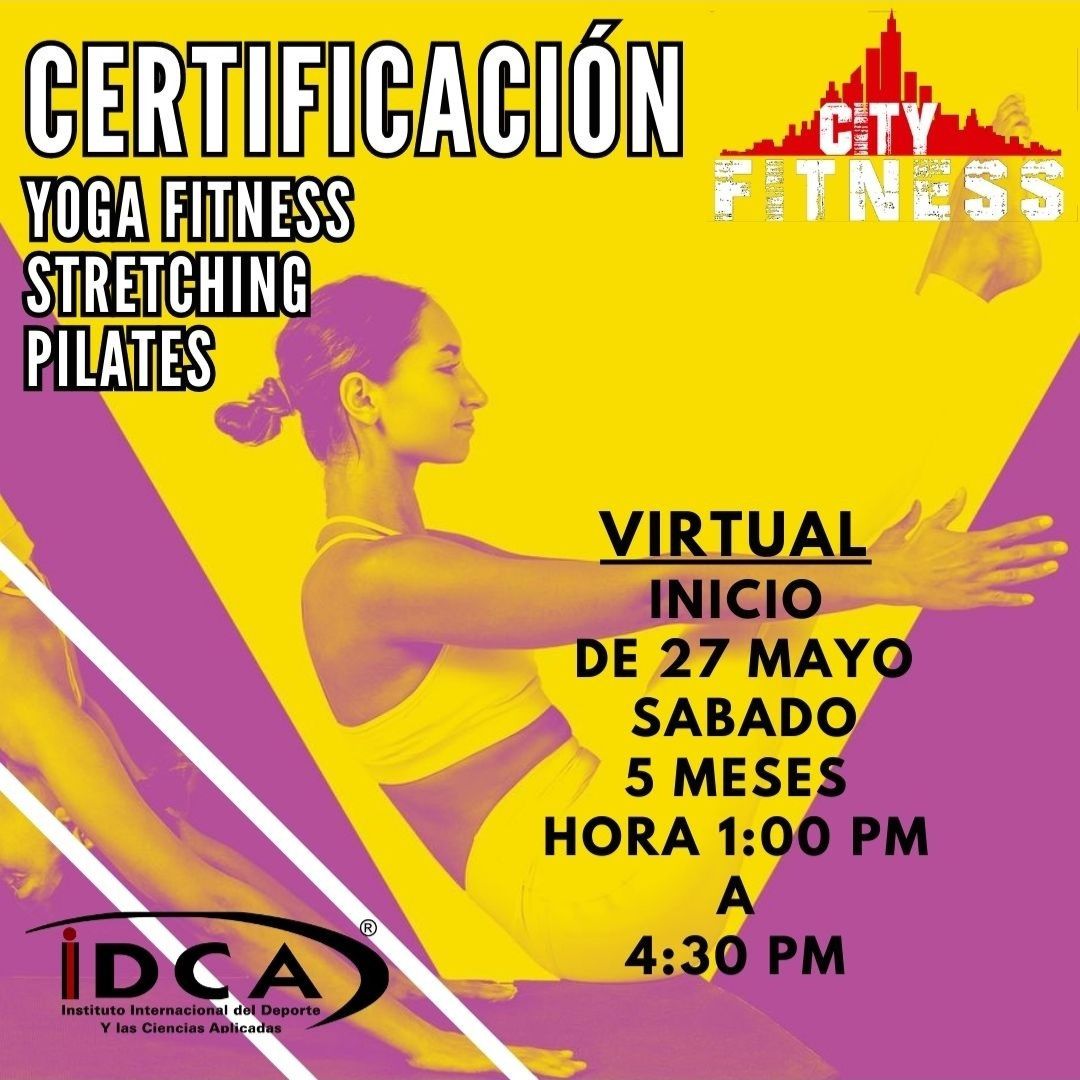 CERTIFICACIÓN
YOGA FITNESS
STRETCHING
PILATES
CITY
FITNESS
VIRTUAL
INICIO
DE 27 MAYO
SABADO
5 MESES
HORA 1:00 PM
A
4:30 PM
iDCA ®
Instituto Internacional del Deporte
Y las Ciencias Aplicadas